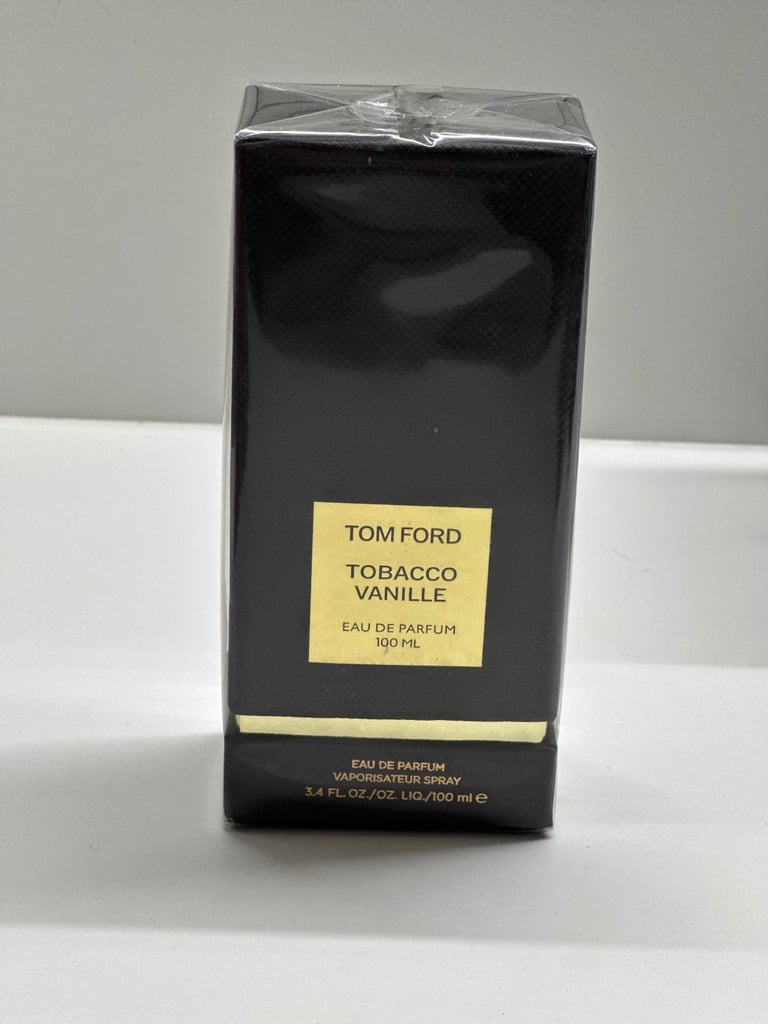 TOM FORD
TOBACCO
VANILLE
EAU DE PARFUM
100 ML
EAU DE PARFUM
VAPORISATEUR SPRAY
3.4 FL. OZ./OZ. LIQ./100 ml ℮